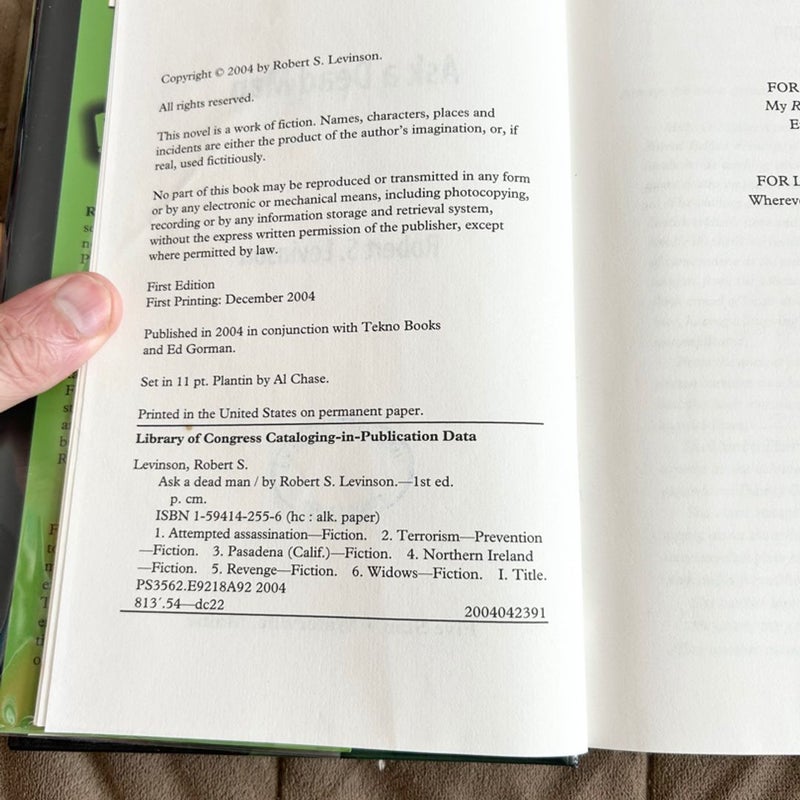 Copyright © 2004 by Robert S. Levinson.
All rights reserved.
This novel is a work of fiction. Names, characters, places and
incidents are either the product of the author's imagination, or, if
real, used fictitiously.
No part of this book may be reproduced or transmitted in any form
or by any electronic or mechanical means, including photocopying,
recording or by any information storage and retrieval system,
without the express written permission of the publisher, except
where permitted by law.
First Edition
First Printing: December 2004
Published in 2004 in conjunction with Tekno Books
and Ed Gorman.
Set in 11 pt. Plantin by Al Chase.
Printed in the United States on permanent paper.
Library of Congress Cataloging-in-Publication Data
Levinson, Robert S.
Ask a dead man / by Robert S. Levinson.—1st ed.
p. cm.
ISBN 1-59414-255-6 (hc : alk. paper)
1. Attempted assassination—Fiction. 2. Terrorism—Prevention
—Fiction. 3. Pasadena (Calif.)—Fiction. 4. Northern Ireland
—Fiction. 5. Revenge—Fiction. 6. Widows—Fiction. I. Title.
PS3562.E9218A92 2004
813′.54—dc22 2004042391
FOR
My R
E
FOR L
Whereve